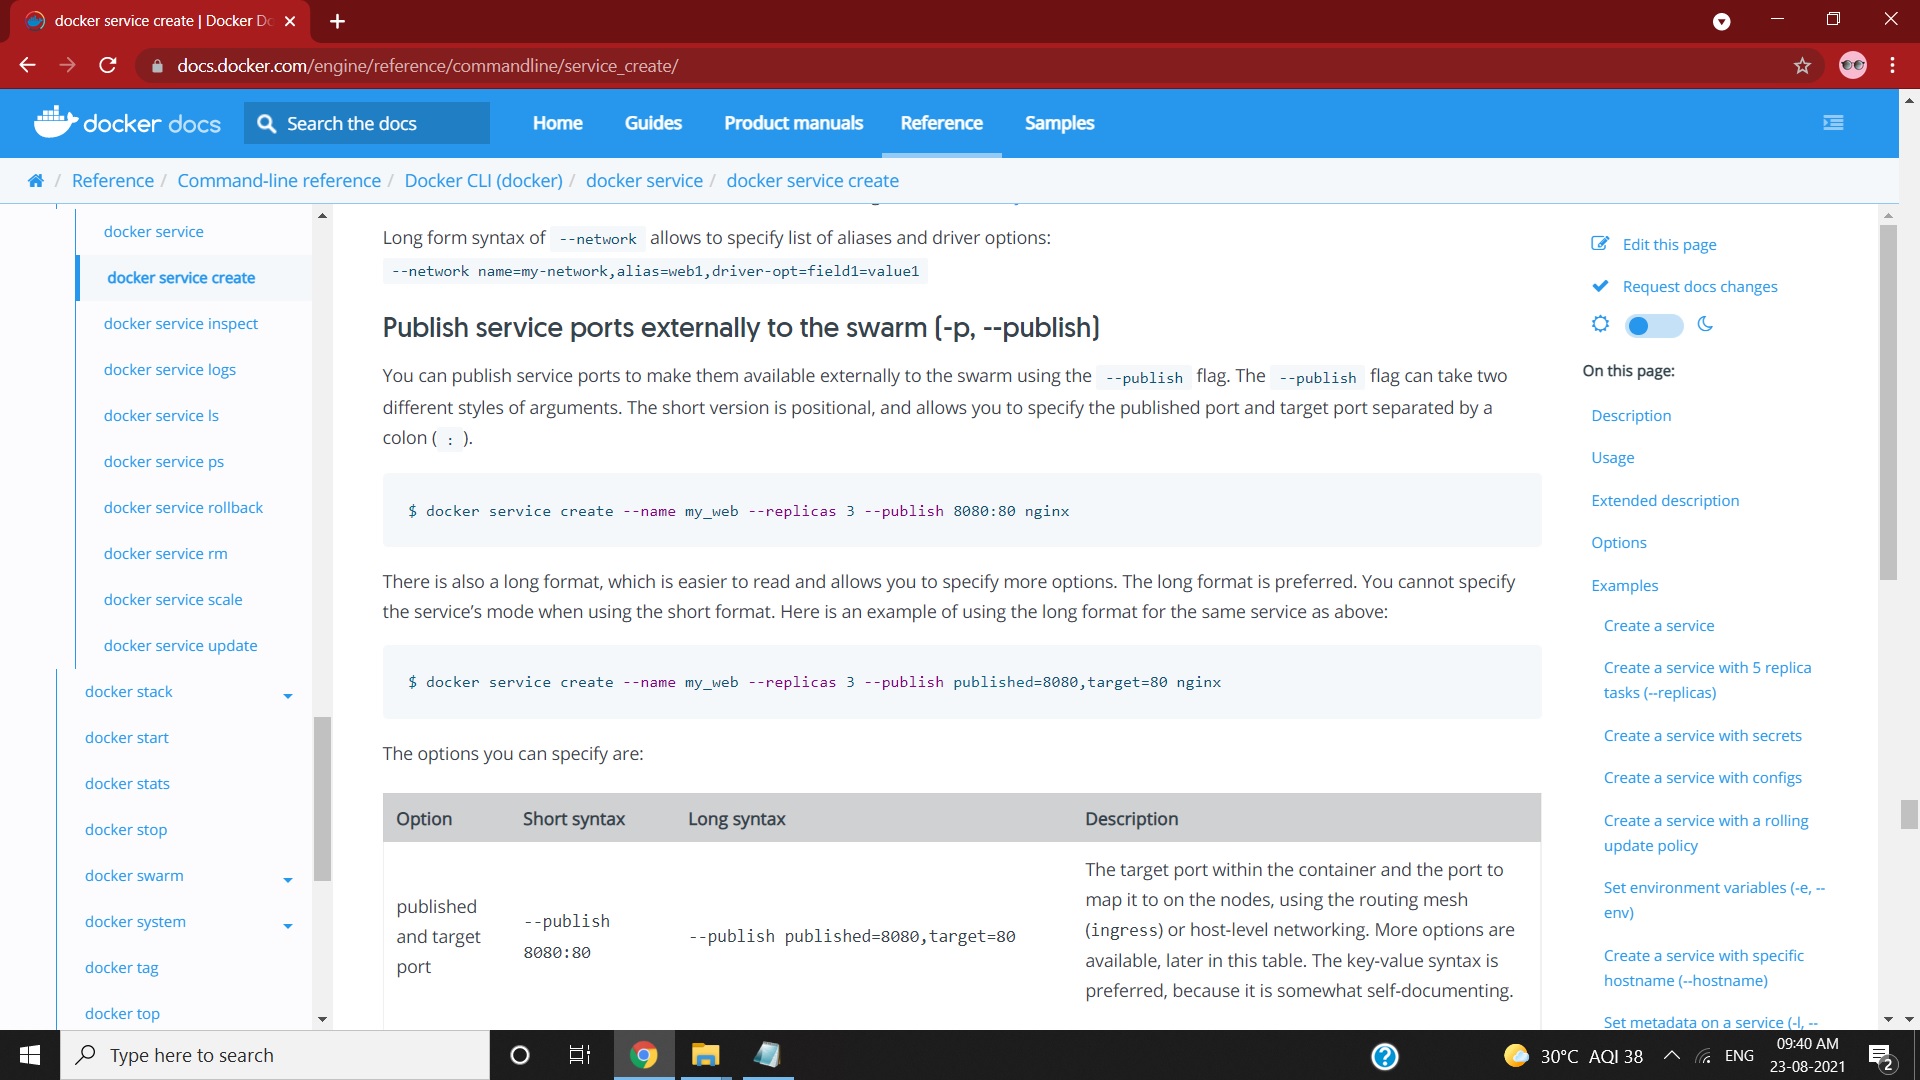 docker service create | Docker Do
docs.docker.com/engine/reference/commandline/service_create/
docker docs
Search the docs
Home
Guides
Product manuals
Reference
Samples
/ Reference / Command-line reference / Docker CLI (docker) / docker service / docker service create
docker service
docker service create
docker service inspect
docker service logs
docker service ls
docker service ps
docker service rollback
docker service rm
docker service scale
docker service update
docker stack
docker start
docker stats
docker stop
docker swarm
docker system
docker tag
docker top
Long form syntax of --network allows to specify list of aliases and driver options:
--network name=my-network,alias=web1,driver-opt=field1=value1
Publish service ports externally to the swarm (-p, --publish)
You can publish service ports to make them available externally to the swarm using the --publish flag. The --publish flag can take two
different styles of arguments. The short version is positional, and allows you to specify the published port and target port separated by a
colon ( : ).
$ docker service create --name my_web --replicas 3 --publish 8080:80 nginx
There is also a long format, which is easier to read and allows you to specify more options. The long format is preferred. You cannot specify
the service's mode when using the short format. Here is an example of using the long format for the same service as above:
$ docker service create --name my_web --replicas 3 --publish published=8080,target=80 nginx
The options you can specify are:
Option
Short syntax
Long syntax
Description
published
and target
port
--publish
8080:80
--publish published=8080,target=80
The target port within the container and the port to
map it to on the nodes, using the routing mesh
(ingress) or host-level networking. More options are
available, later in this table. The key-value syntax is
preferred, because it is somewhat self-documenting.
Edit this page
Request docs changes
On this page:
Description
Usage
Extended description
Options
Examples
Create a service
Create a service with 5 replica
tasks (--replicas)
Create a service with secrets
Create a service with configs
Create a service with a rolling
update policy
Set environment variables (-e, --
env)
Create a service with specific
hostname (--hostname)
Set metadata on a service (-l, --
Type here to search
30°C AQI 38
ENG
09:40 AM
23-08-2021
2